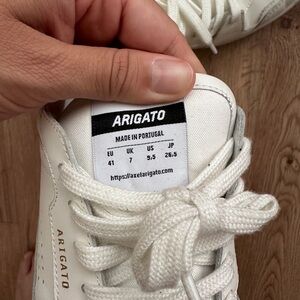 ARIGATO
MADE IN PORTUGAL
EU UK US JP
41 7 9,5 26.5
https://axelarigato.com
ARIGATO